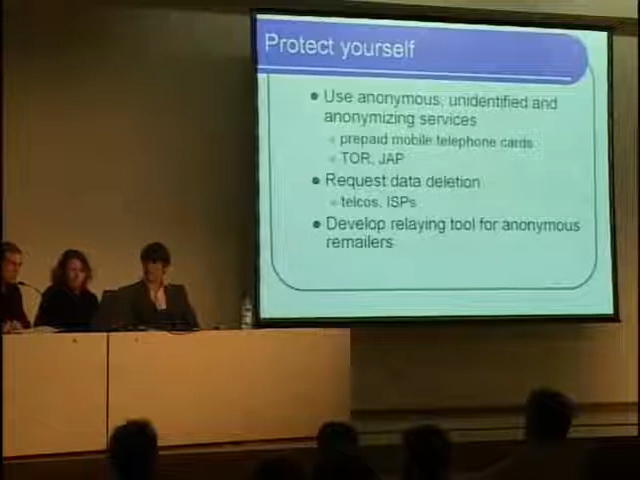 Protect yourself
Use anonymous, unidentified and
anonymizing services
prepaid mobile telephone cards
TOR, JAP
Request data deletion
telcos, ISPs
Develop relaying tool for anonymous
remailers